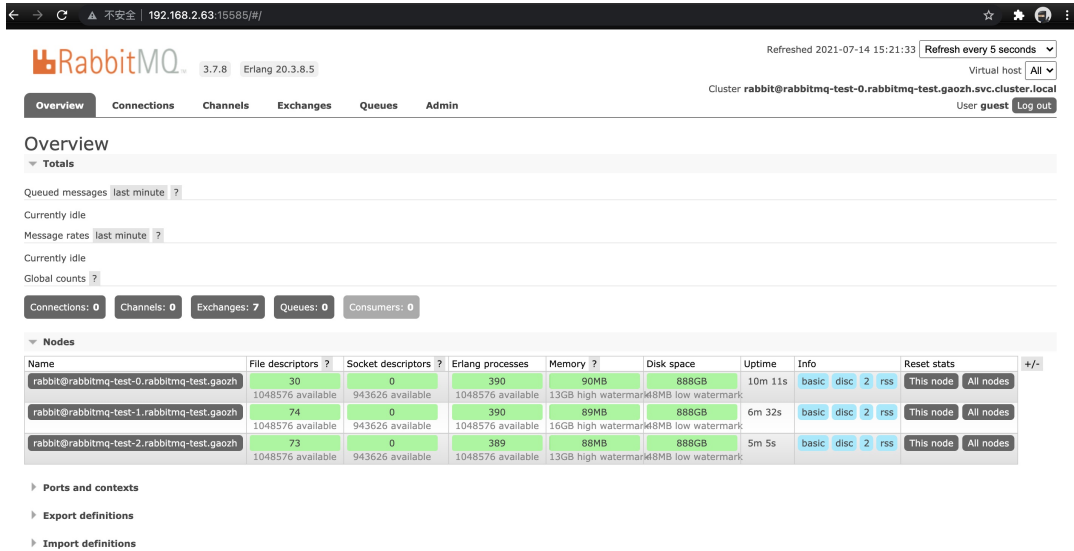 不安全 | 192.168.2.63:15585/#/
RabbitMQ 3.7.8 Erlang 20.3.8.5
Refreshed 2021-07-14 15:21:33 Refresh every 5 seconds
Virtual host All
Cluster rabbit@rabbitmq-test-0.rabbitmq-test.gaozh.svc.cluster.local
User guest Log out
Overview Connections Channels Exchanges Queues Admin
Overview
Totals
Queued messages last minute ?
Currently idle
Message rates last minute ?
Currently idle
Global counts ?
Connections: 0 Channels: 0 Exchanges: 7 Queues: 0 Consumers: 0
Nodes
Name File descriptors ? Socket descriptors ? Erlang processes Memory ? Disk space Uptime Info Reset stats +/-
rabbit@rabbitmq-test-0.rabbitmq-test.gaozh 30 0 390 90MB 888GB 10m 11s basic disc 2 rss This node All nodes
1048576 available 943626 available 1048576 available 13GB high watermark 48MB low watermark
rabbit@rabbitmq-test-1.rabbitmq-test.gaozh 74 0 390 89MB 888GB 6m 32s basic disc 2 rss This node All nodes
1048576 available 943626 available 1048576 available 16GB high watermark 48MB low watermark
rabbit@rabbitmq-test-2.rabbitmq-test.gaozh 73 0 389 88MB 888GB 5m 5s basic disc 2 rss This node All nodes
1048576 available 943626 available 1048576 available 13GB high watermark 48MB low watermark
Ports and contexts
Export definitions
Import definitions